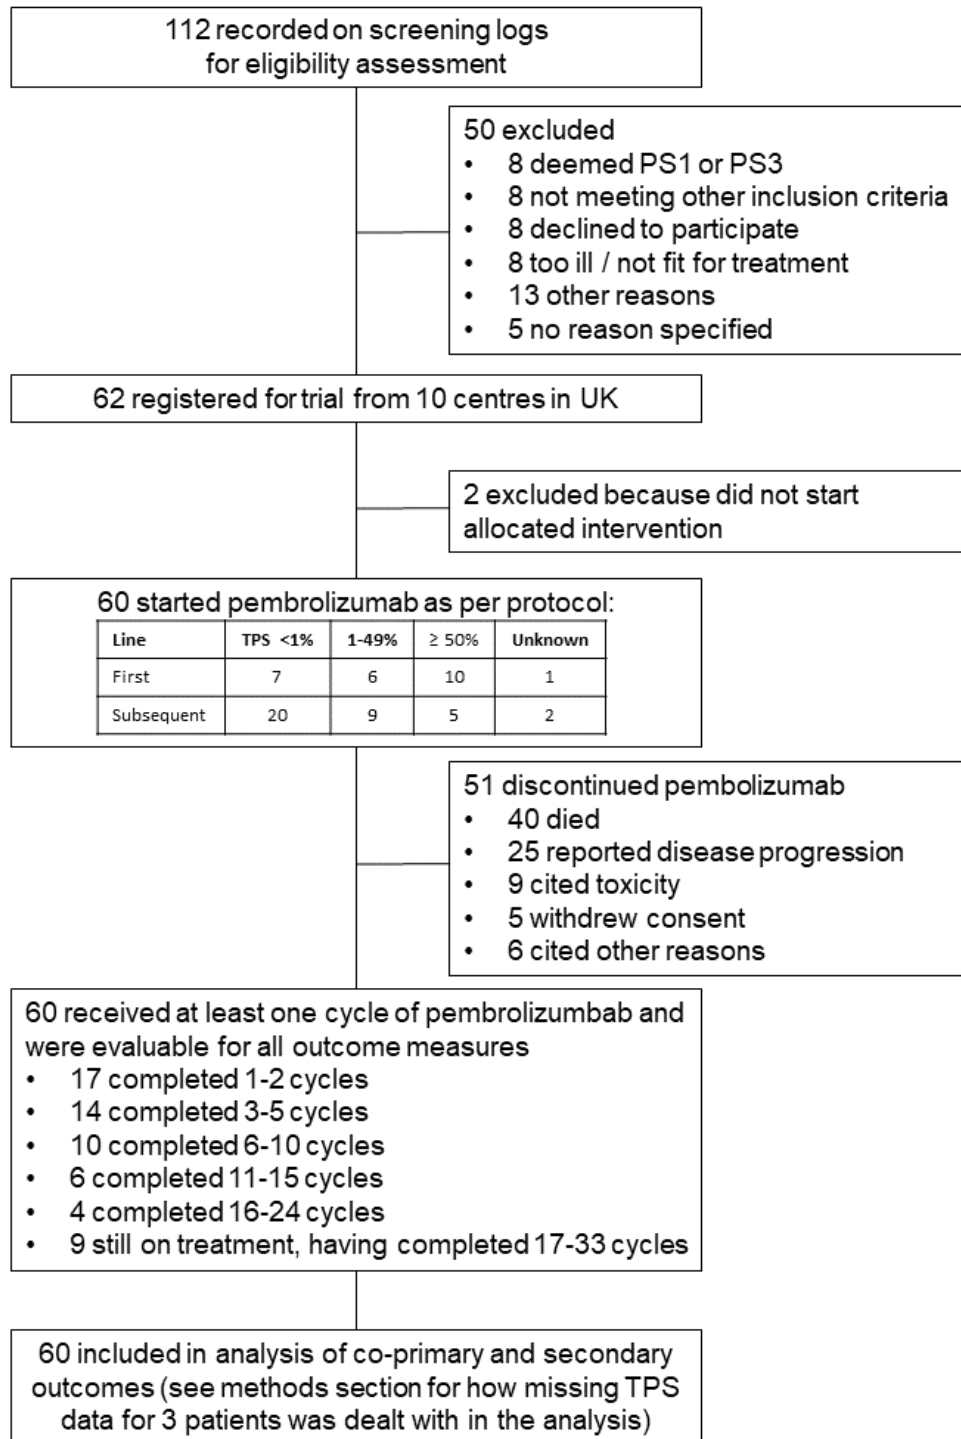 112 recorded on screening logs
for eligibility assessment
50 excluded
• 8 deemed PS1 or PS3
• 8 not meeting other inclusion criteria
• 8 declined to participate
• 8 too ill / not fit for treatment
• 13 other reasons
• 5 no reason specified
62 registered for trial from 10 centres in UK
2 excluded because did not start
allocated intervention
60 started pembrolizumab as per protocol:
Line TPS <1% 1-49% ≥ 50% Unknown
First 7 6 10 1
Subsequent 20 9 5 2
51 discontinued pembolizumab
• 40 died
• 25 reported disease progression
• 9 cited toxicity
• 5 withdrew consent
• 6 cited other reasons
60 received at least one cycle of pembrolizumbab and
were evaluable for all outcome measures
• 17 completed 1-2 cycles
• 14 completed 3-5 cycles
• 10 completed 6-10 cycles
• 6 completed 11-15 cycles
• 4 completed 16-24 cycles
• 9 still on treatment, having completed 17-33 cycles
60 included in analysis of co-primary and secondary
outcomes (see methods section for how missing TPS
data for 3 patients was dealt with in the analysis)